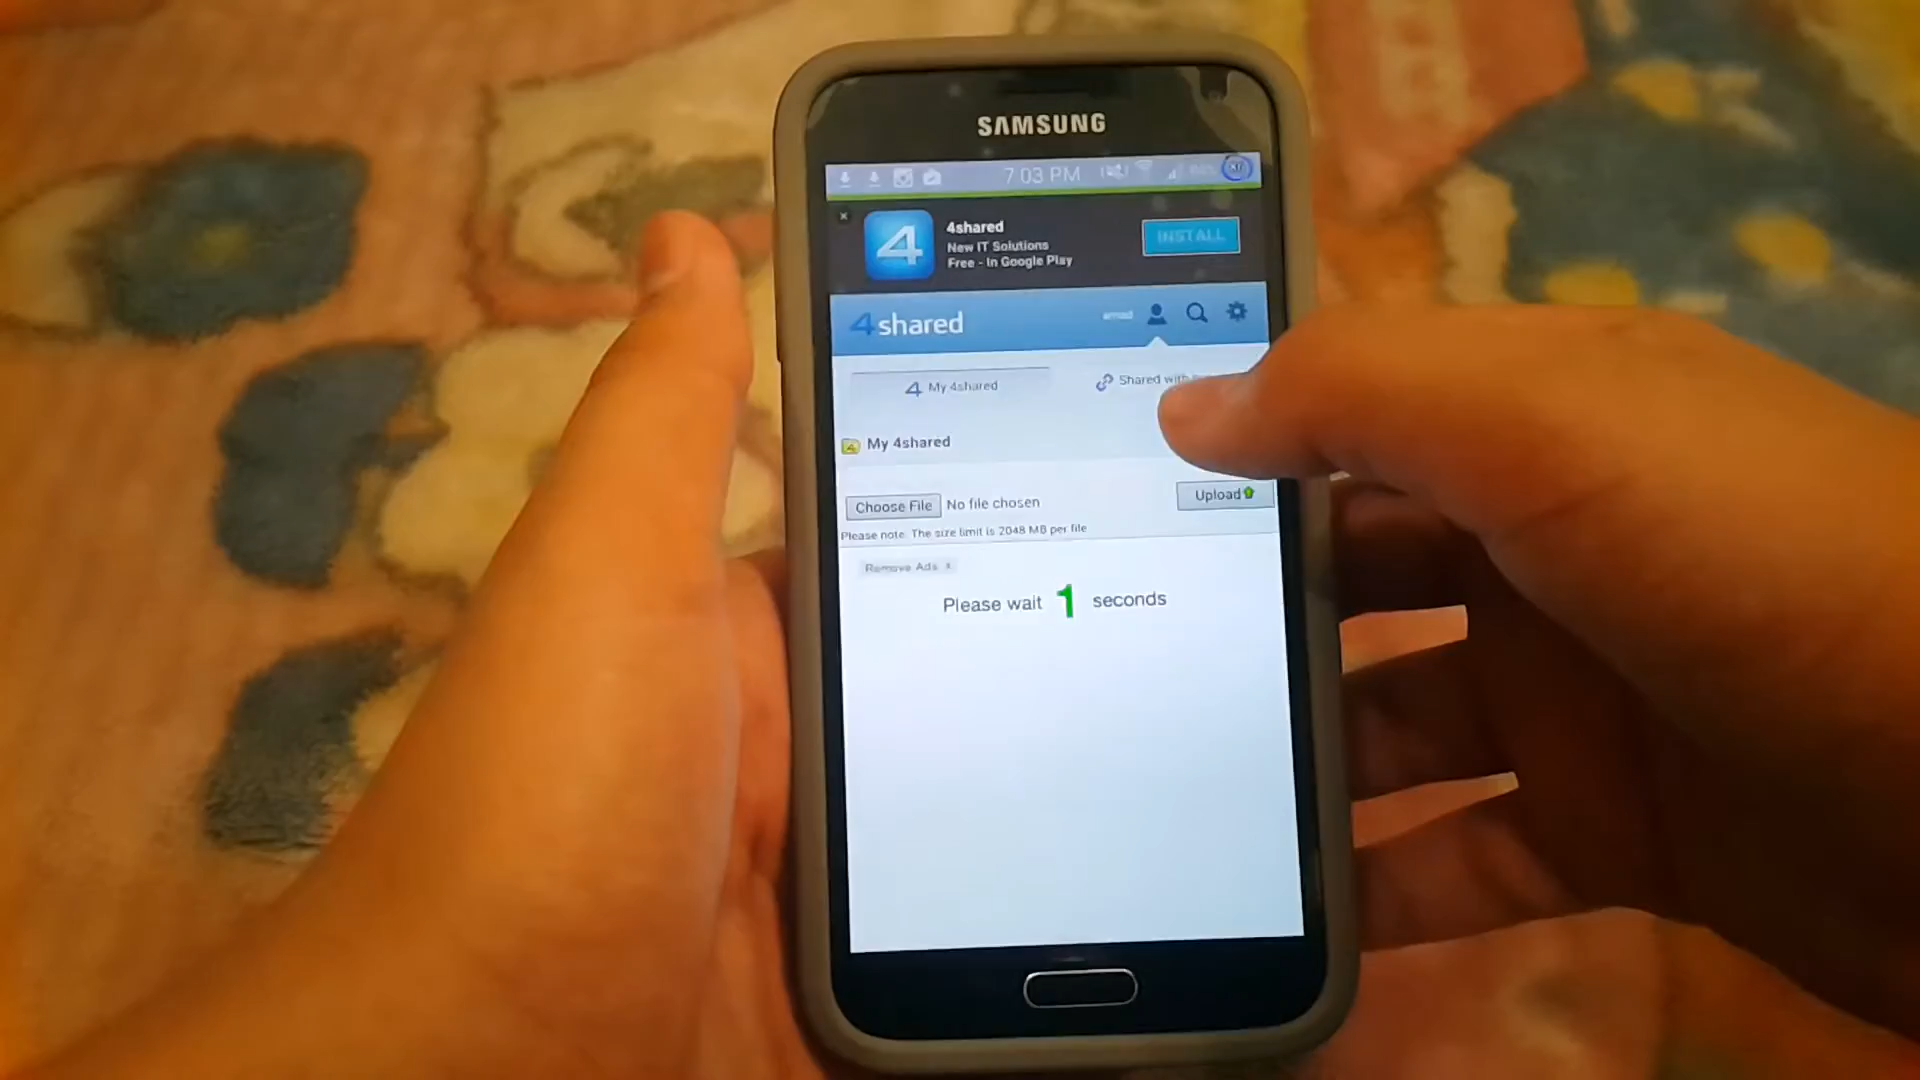 SAMSUNG
7:03 PM
4shared
New IT Solutions
Free - In Google Play
INSTALL
4shared
4 My 4shared
Shared with
My 4shared
Choose File No file chosen
Upload
Please note: The size limit is 2048 MB per file
Remove Ads x
Please wait 1 seconds